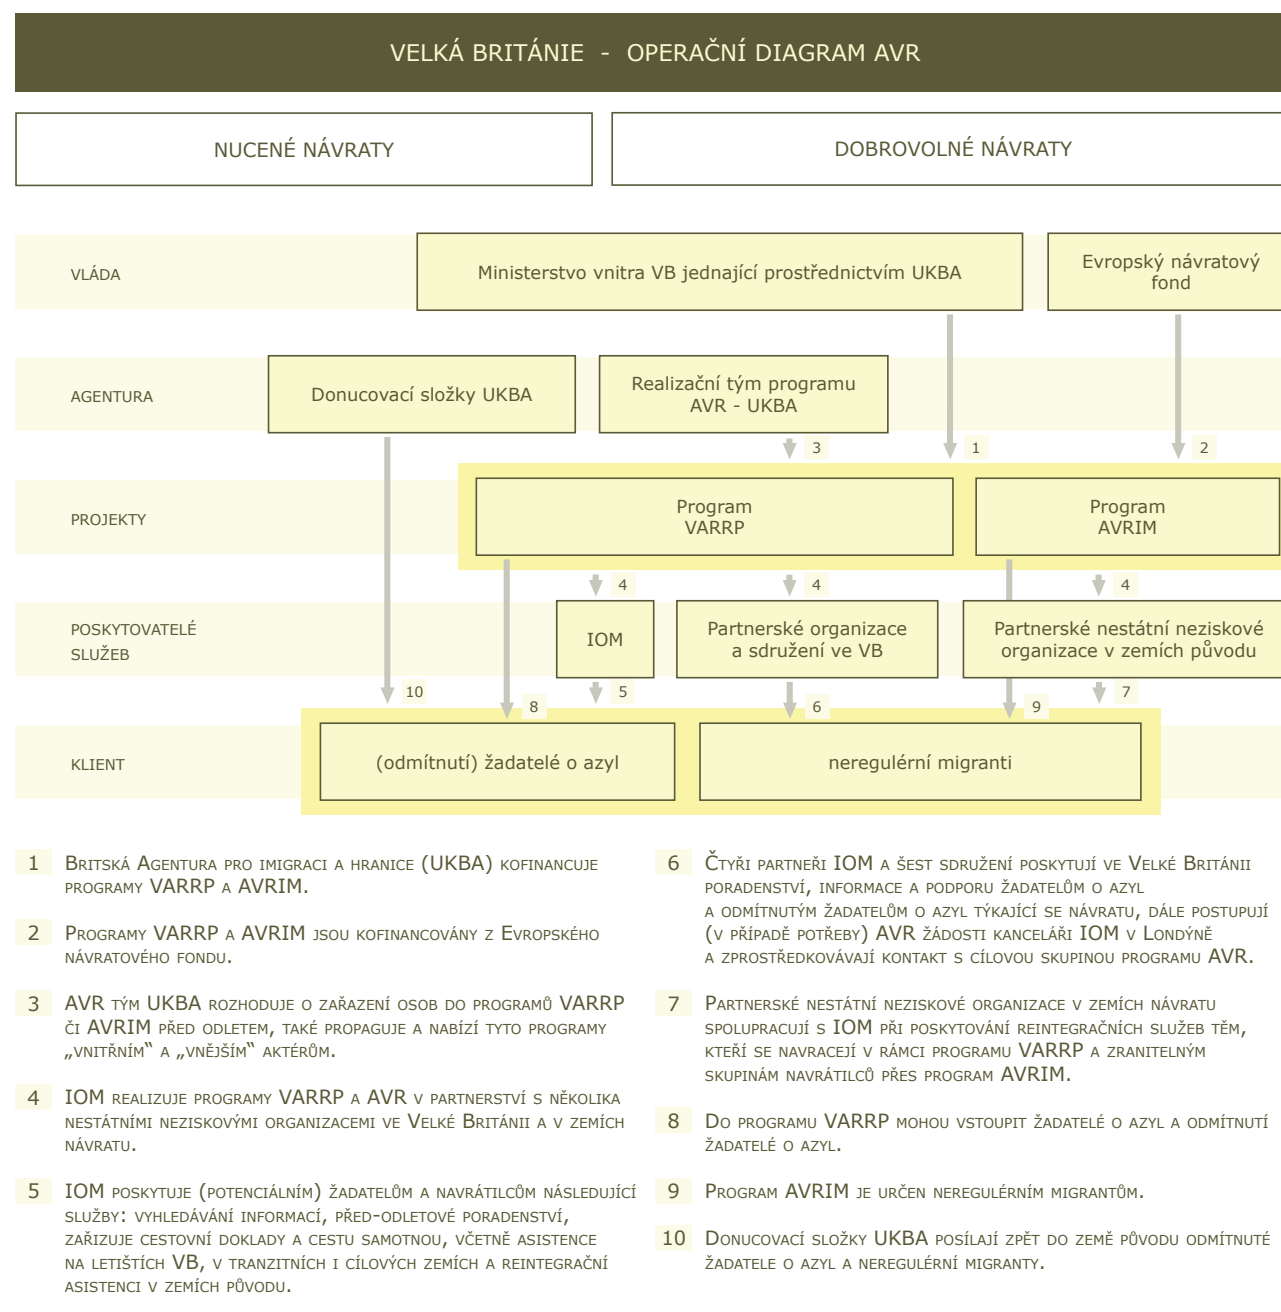 VELKÁ BRITÁNIE - OPERAČNÍ DIAGRAM AVR
NUCENÉ NÁVRATY
DOBROVOLNÉ NÁVRATY
VLÁDA
Ministerstvo vnitra VB jednající prostřednictvím UKBA
Evropský návratový
fond
AGENTURA
Donucovací složky UKBA
Realizační tým programu
AVR - UKBA
3
1
2
PROJEKTY
Program
VARRP
Program
AVRIM
4
4
4
POSKYTOVATELÉ
SLUŽEB
IOM
Partnerské organizace
a sdružení ve VB
Partnerské nestátní neziskové
organizace v zemích původu
10
8
5
6
9
7
KLIENT
(odmítnutí) žadatelé o azyl
neregulérní migranti
1 Britská Agentura pro imigraci a hranice (UKBA) kofinancuje
programy VARRP a AVRIM.
2 Programy VARRP a AVRIM jsou kofinancovány z Evropského
návratového fondu.
3 AVR tým UKBA rozhoduje o zařazení osob do programů VARRP
či AVRIM před odletem, také propaguje a nabízí tyto programy
„vnitřním“ a „vnějším“ aktérům.
4 IOM realizuje programy VARRP a AVR v partnerství s několika
nestátními neziskovými organizacemi ve Velké Británii a v zemích
návratu.
5 IOM poskytuje (potenciálním) žadatelům a navrátilcům následující
služby: vyhledávání informací, před-odletové poradenství,
zařizuje cestovní doklady a cestu samotnou, včetně asistence
na letištích VB, v tranzitních i cílových zemích a reintegrační
asistenci v zemích původu.
6 Čtyři partneři IOM a šest sdružení poskytují ve Velké Británii
poradenství, informace a podporu žadatelům o azyl
a odmítnutým žadatelům o azyl týkající se návratu, dále postupují
(v případě potřeby) AVR žádosti kanceláři IOM v Londýně
a zprostředkovávají kontakt s cílovou skupinou programu AVR.
7 Partnerské nestátní neziskové organizace v zemích návratu
spolupracují s IOM při poskytování reintegračních služeb těm,
kteří se navracejí v rámci programu VARRP a zranitelným
skupinám navrátilců přes program AVRIM.
8 Do programu VARRP mohou vstoupit žadatelé o azyl a odmítnutí
žadatelé o azyl.
9 Program AVRIM je určen neregulérním migrantům.
10 Donucovací složky UKBA posílají zpět do země původu odmítnuté
žadatele o azyl a neregulérní migranty.